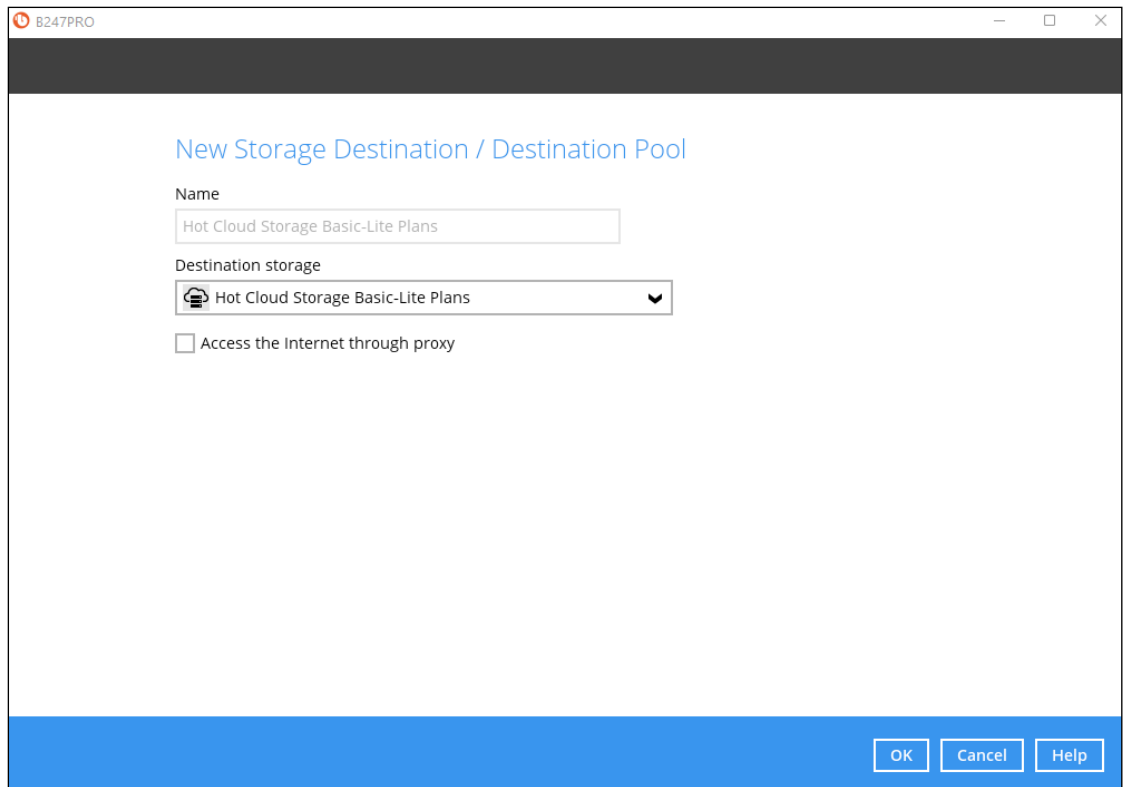 B247PRO
New Storage Destination / Destination Pool
Name
Hot Cloud Storage Basic-Lite Plans
Destination storage
Hot Cloud Storage Basic-Lite Plans
Access the Internet through proxy
OK Cancel Help